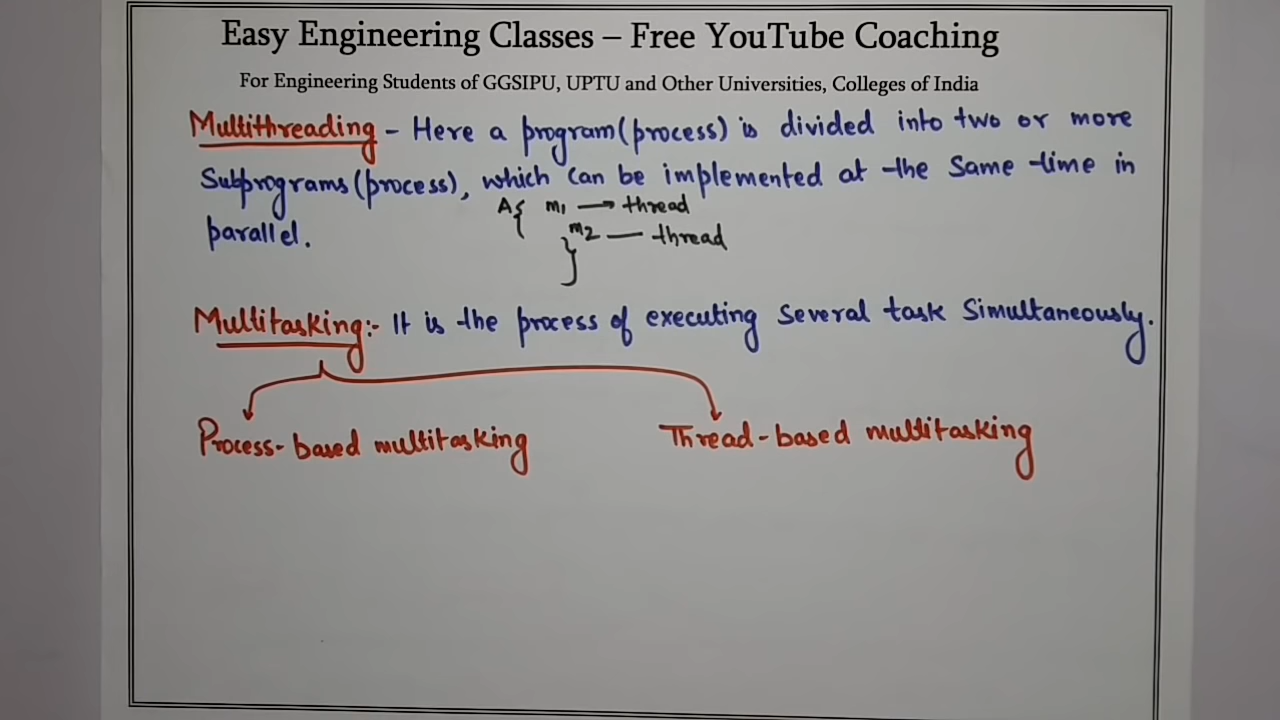 Easy Engineering Classes – Free YouTube Coaching
For Engineering Students of GGSIPU, UPTU and Other Universities, Colleges of India
Multithreading - Here a program(process) is divided into two or more
Subprograms(process), which can be implemented at the same time in
parallel.
A{ m1 → thread
m2 — thread
}
Multitasking:- It is the process of executing several task simultaneously.
Process-based multitasking
Thread-based multitasking